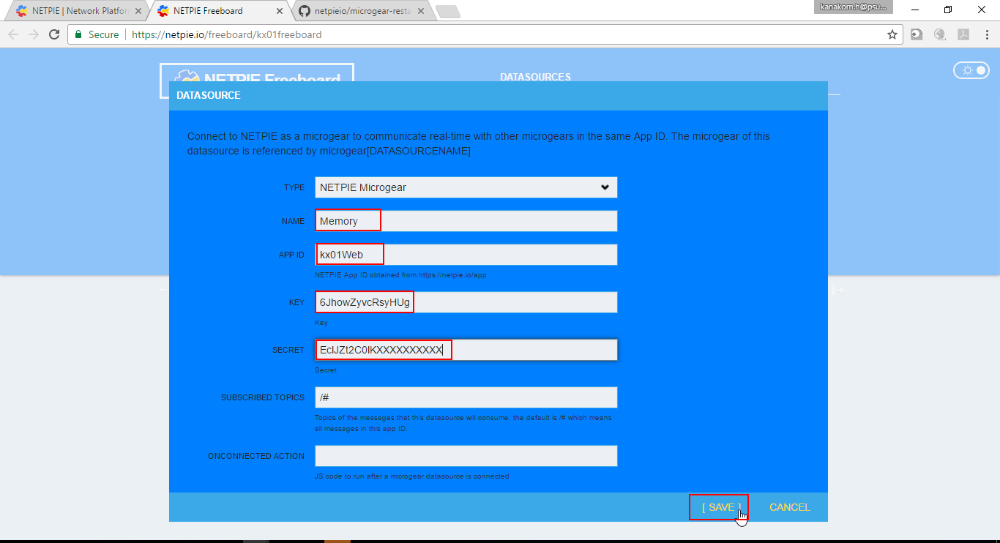 NETPIE | Network Platfor
NETPIE Freeboard
netpieio/microgear-resta
kanakorn.h@psu...
Secure
https://netpie.io/freeboard/kx01freeboard
NETPIE Freeboard
DATASOURCES
DATASOURCE
Connect to NETPIE as a microgear to communicate real-time with other microgears in the same App ID. The microgear of this
datasource is referenced by microgear[DATASOURCENAME]
TYPE
NETPIE Microgear
NAME
Memory
APP ID
kx01Web
NETPIE App ID obtained from https://netpie.io/app
KEY
6JhowZyvcRsyHUg
Key
SECRET
EclJZt2C0lKXXXXXXXXXX
Secret
SUBSCRIBED TOPICS
/#
Topics of the messages that this datasource will consume, the default is /# which means
all messages in this app ID.
ONCONNECTED ACTION
JS code to run after a microgear datasource is connected
[ SAVE ]
CANCEL